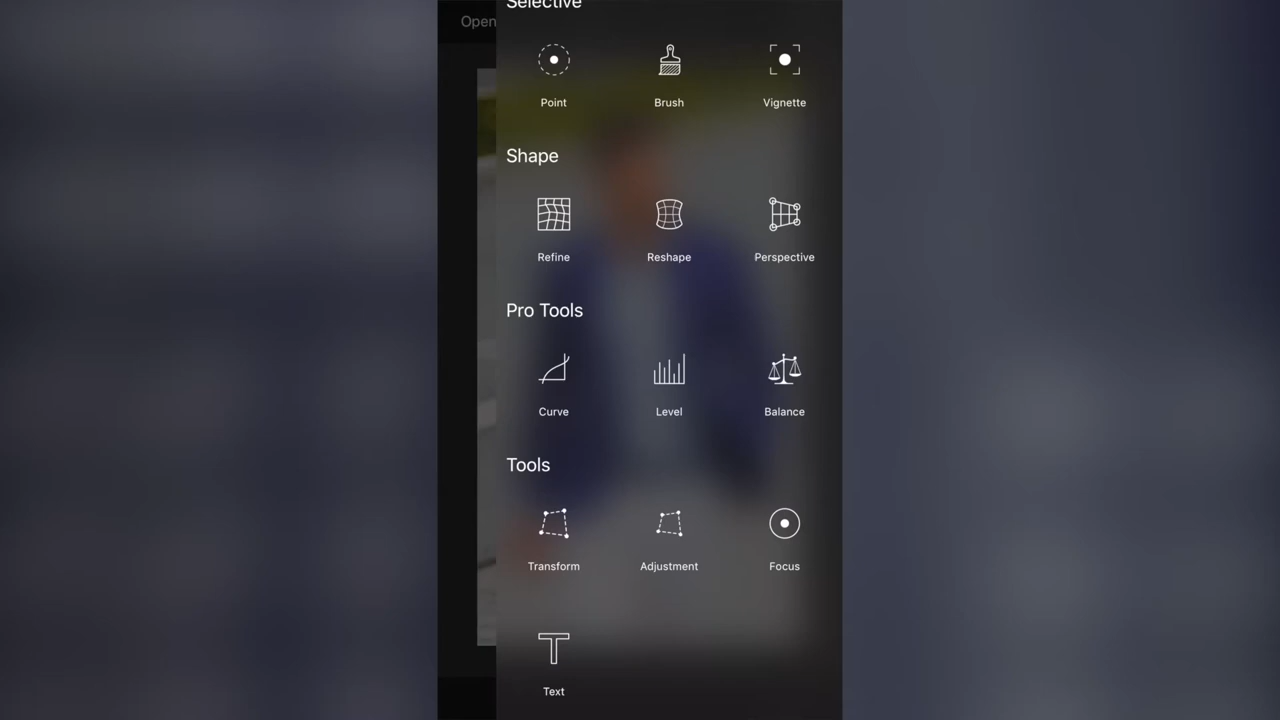 Selective
Open
Point Brush Vignette
Shape
Refine Reshape Perspective
Pro Tools
Curve Level Balance
Tools
Transform Adjustment Focus
Text